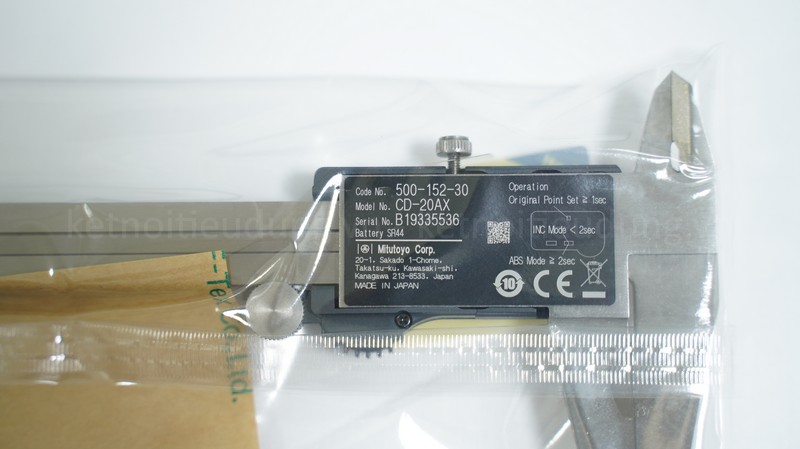 Code No. 500-152-30
Model No. CD-20AX
Serial No. B19335536
Battery SR44
Mitutoyo Corp.
20-1, Sakado 1-Chome,
Takatsu-ku, Kawasaki-shi,
Kanagawa 213-8533, Japan
MADE IN JAPAN
Operation
Original Point Set ≧ 1sec
INC Mode < 2sec
ABS Mode ≧ 2sec
10
CE
Co.,Ltd.